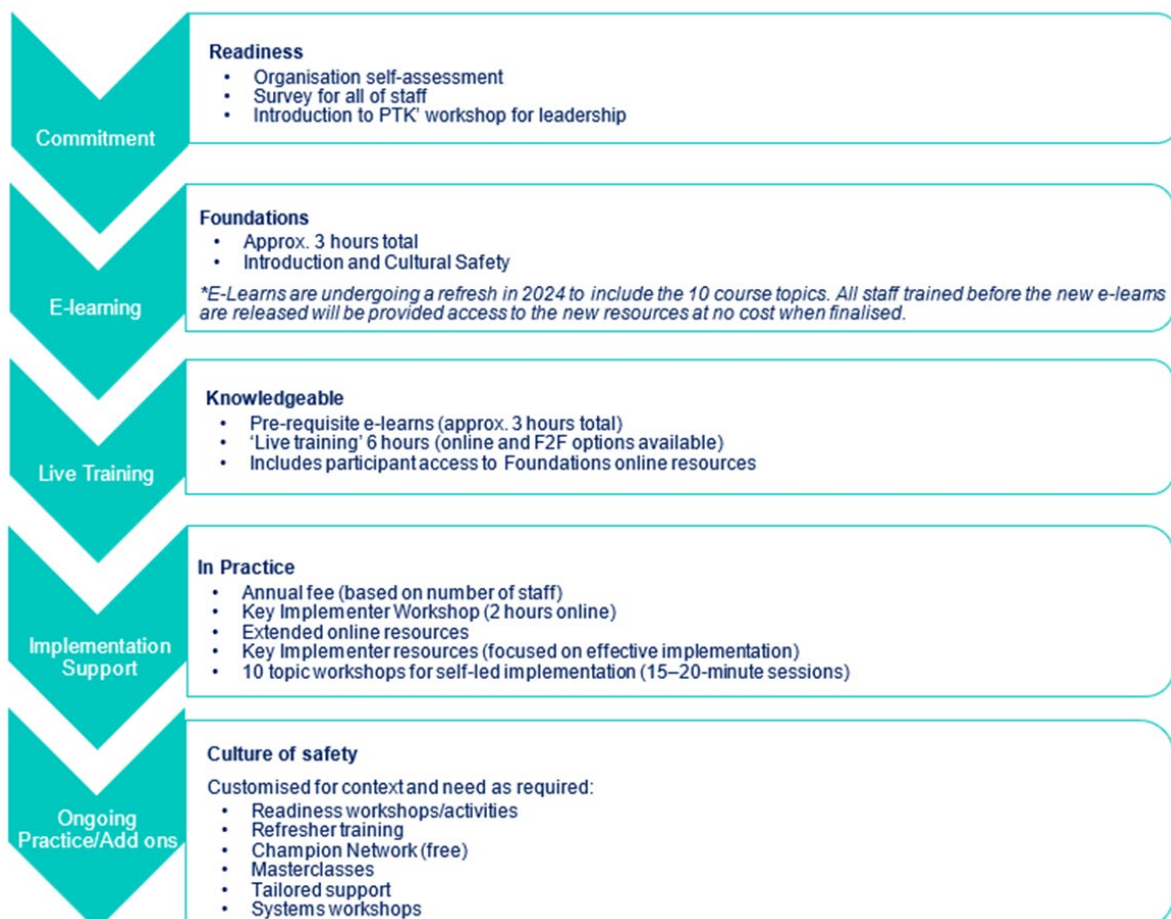 Commitment
Readiness
• Organisation self-assessment
• Survey for all of staff
• Introduction to PTK' workshop for leadership
E-learning
Foundations
• Approx. 3 hours total
• Introduction and Cultural Safety
*E-Learns are undergoing a refresh in 2024 to include the 10 course topics. All staff trained before the new e-learns
are released will be provided access to the new resources at no cost when finalised.
Live Training
Knowledgeable
• Pre-requisite e-learns (approx. 3 hours total)
• 'Live training' 6 hours (online and F2F options available)
• Includes participant access to Foundations online resources
Implementation
Support
In Practice
• Annual fee (based on number of staff)
• Key Implementer Workshop (2 hours online)
• Extended online resources
• Key Implementer resources (focused on effective implementation)
• 10 topic workshops for self-led implementation (15–20-minute sessions)
Ongoing
Practice/Add ons
Culture of safety
Customised for context and need as required:
• Readiness workshops/activities
• Refresher training
• Champion Network (free)
• Masterclasses
• Tailored support
• Systems workshops